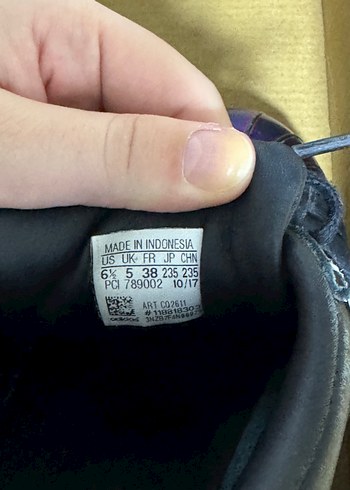 MADE IN INDONESIA
US UK FR JP CHN
6½ 5 38 235 235
PCI 789002 10/17
ART CQ2611
adidas